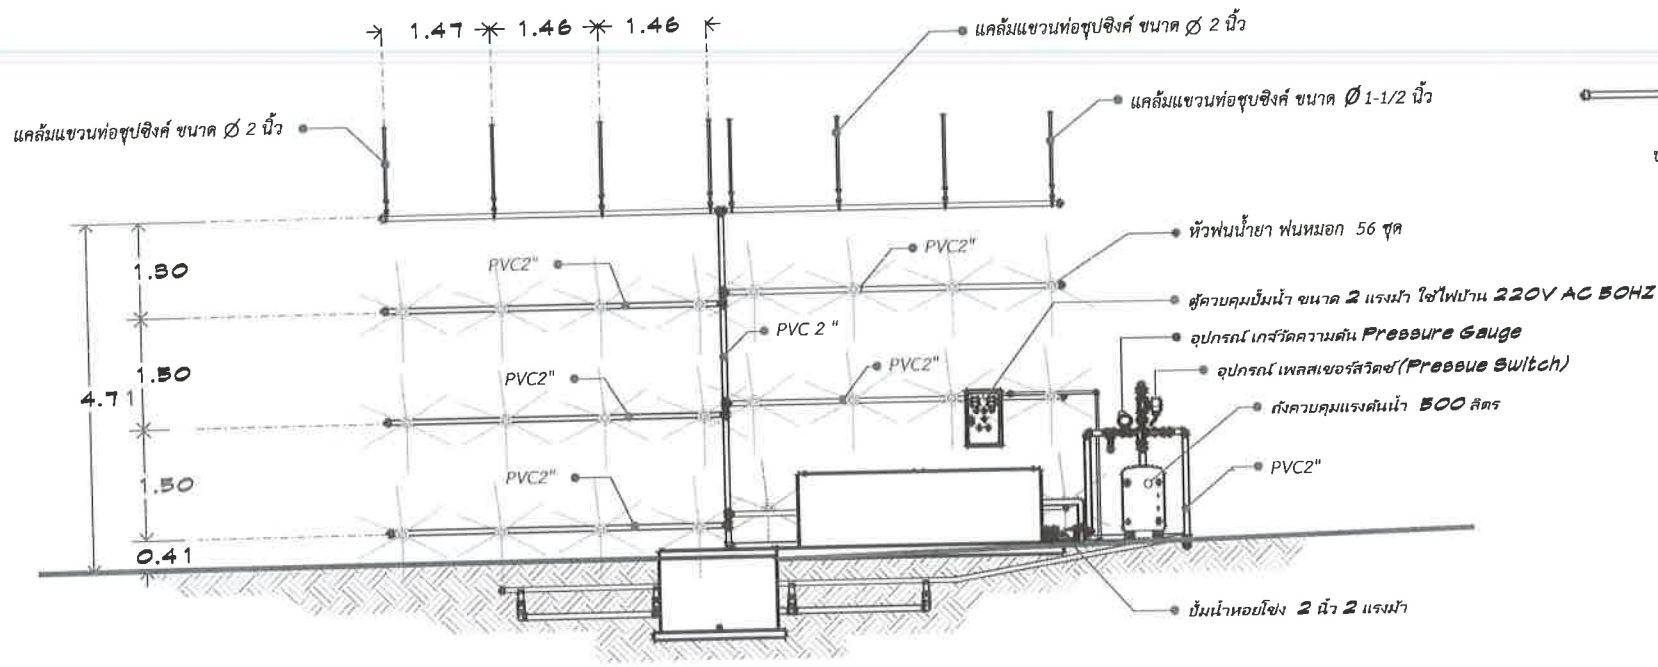 1.47 1.46 1.46
แคล้มแขวนท่อชุปซิงค์ ขนาด Ø 2 นิ้ว
แคล้มแขวนท่อชุบซิงค์ ขนาด Ø 1-1/2 นิ้ว
แคล้มแขวนท่อชุปซิงค์ ขนาด Ø 2 นิ้ว
หัวพ่นน้ำยา พ่นหมอก 56 ชุด
PVC2"
PVC2"
1.50
ตู้ควบคุมปั๊มน้ำ ขนาด 2 แรงม้า ใช้ไฟบ้าน 220V AC 50HZ
PVC 2 "
อุปกรณ์ เกจ์วัดความดัน Pressure Gauge
PVC2"
อุปกรณ์ เพลสเชอร์สวิตซ์(Pressue Switch)
1.50
PVC2"
4.71
ถังควบคุมแรงดันน้ำ 500 ลิตร
PVC2"
PVC2"
1.50
0.41
ปั๊มน้ำหอยโข่ง 2 นิ้ว 2 แรงม้า